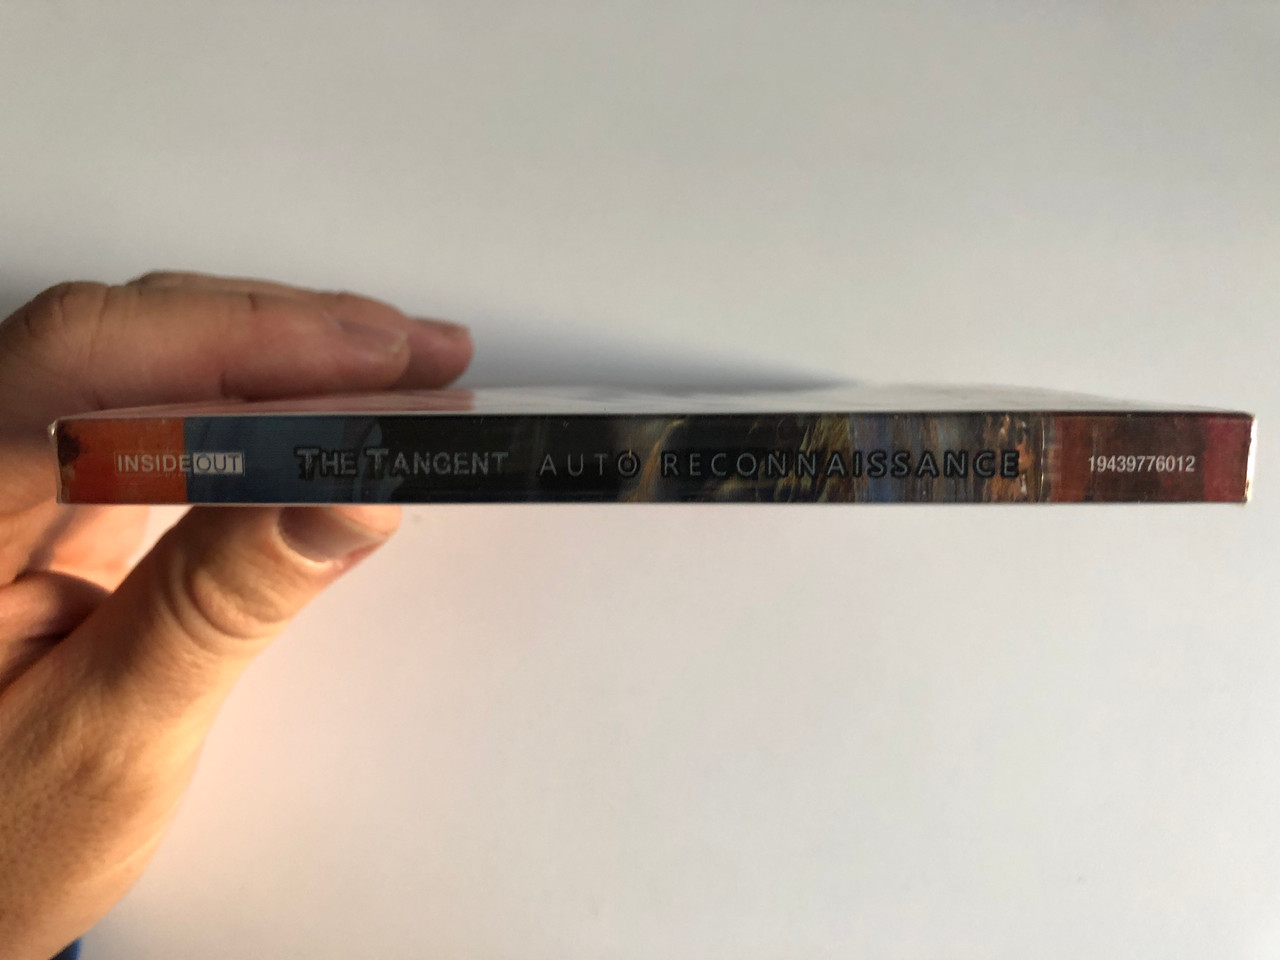 INSIDEOUT THE TANGENT AUTO RECONNAISSANCE 19439776012